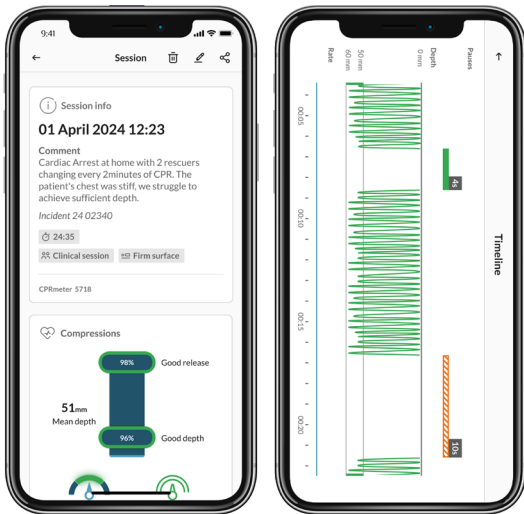 9:41
Session
Session info
01 April 2024 12:23
Comment
Cardiac Arrest at home with 2 rescuers
changing every 2minutes of CPR. The
patient's chest was stiff, we struggle to
achieve sufficient depth.
Incident 24 02340
24:35
Clinical session
Firm surface
CPRmeter 5718
Compressions
98%
Good release
51mm
Mean depth
96%
Good depth
Timeline
Pauses
4s
10s
Depth
0 mm
50 mm
60 mm
Rate
00:05
00:10
00:15
00:20